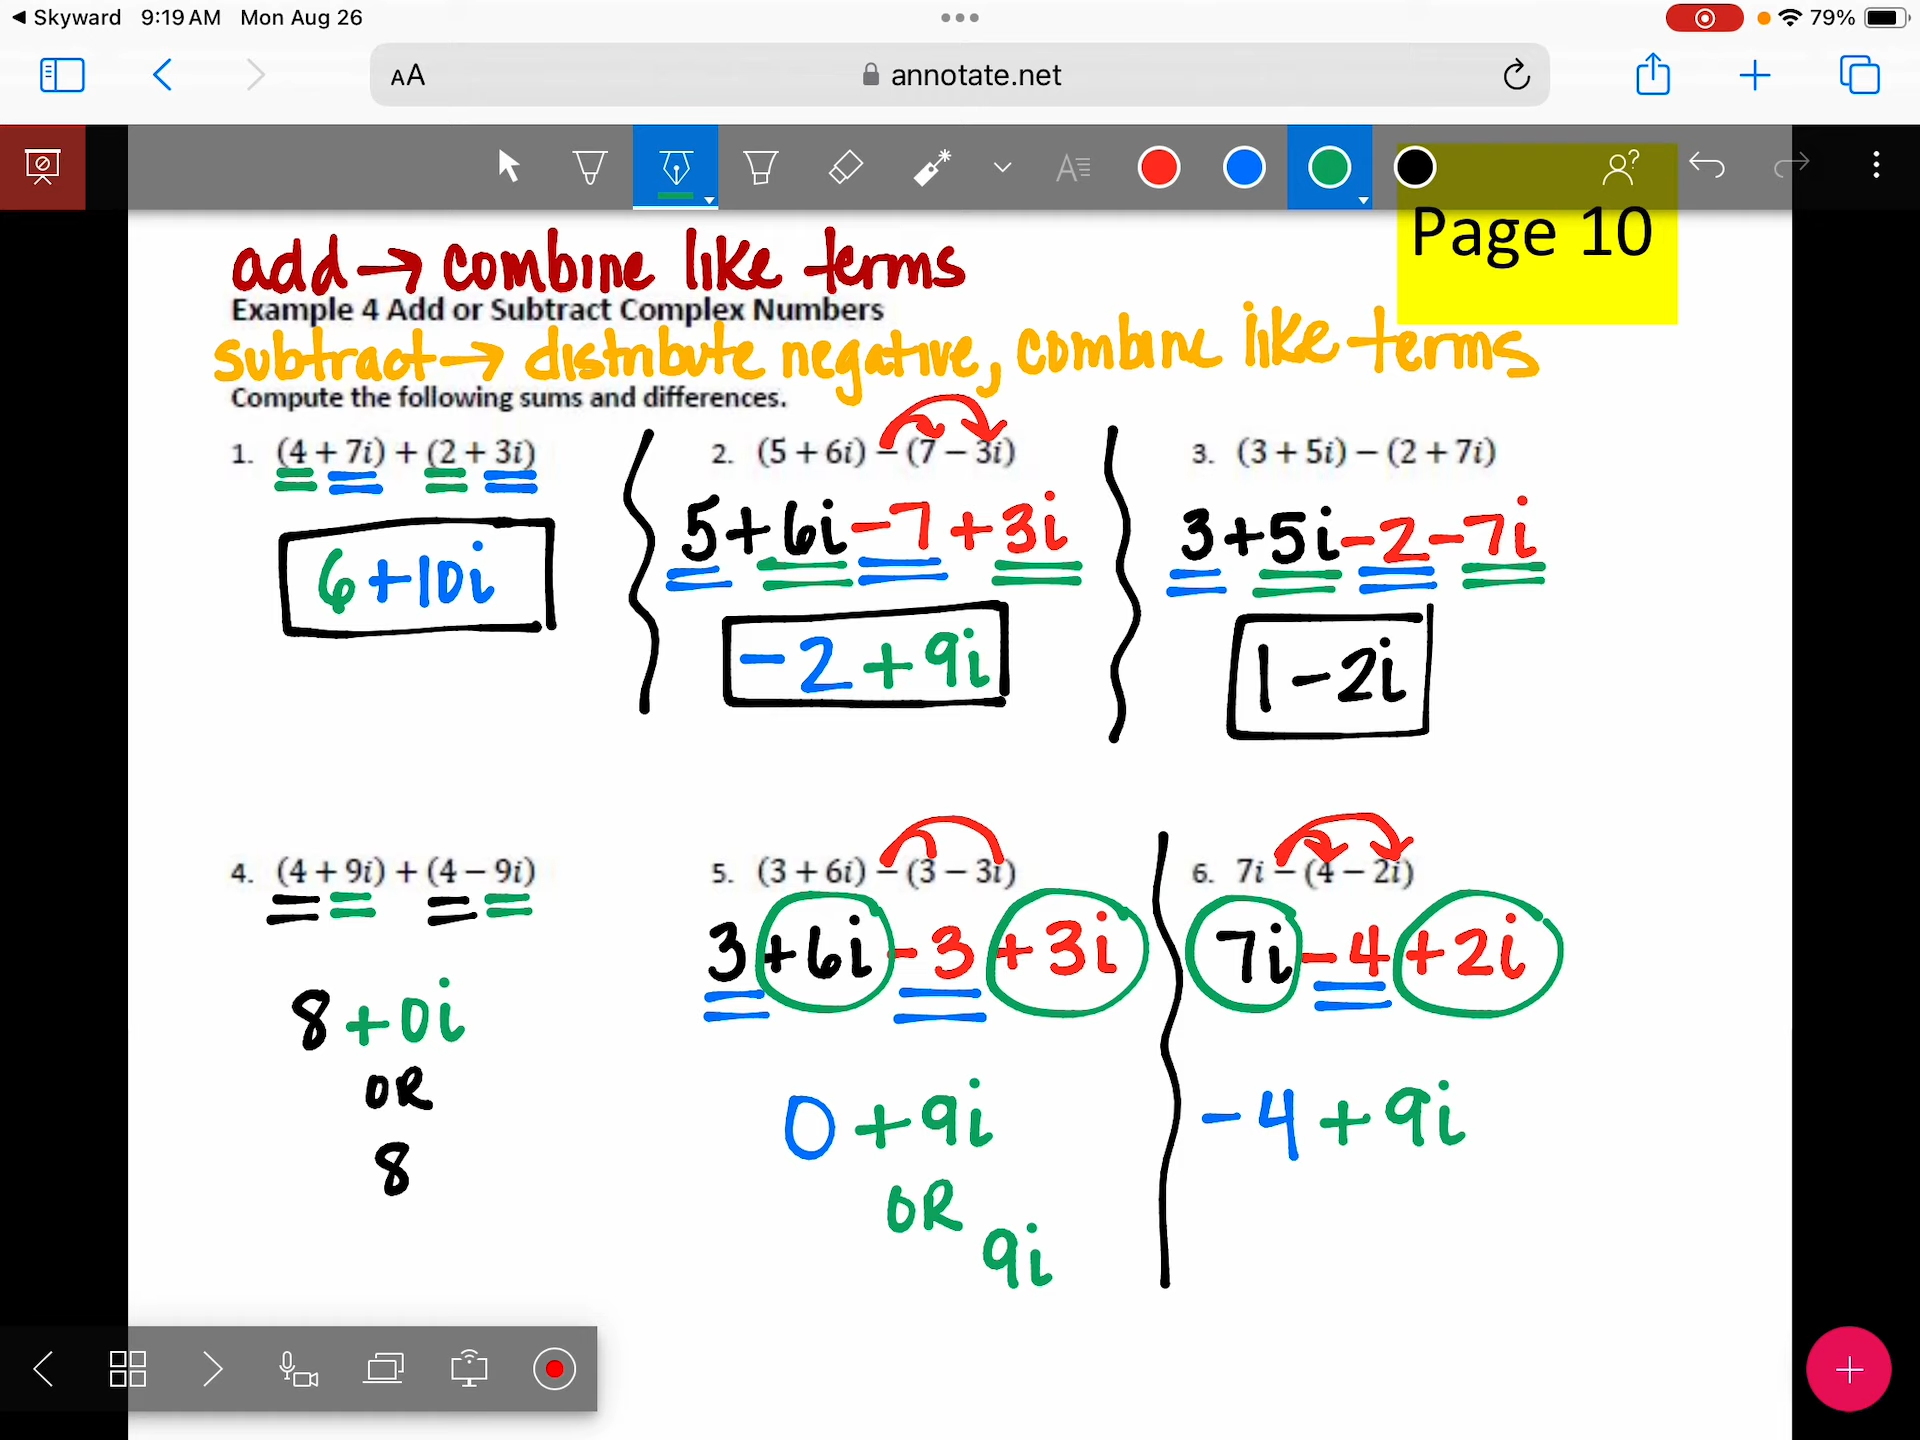 ◀ Skyward 9:19 AM Mon Aug 26 79%
AA annotate.net
Page 10
add → combine like terms
Example 4 Add or Subtract Complex Numbers
subtract → distribute negative, combine like terms
Compute the following sums and differences.
1. (4 + 7i) + (2 + 3i) 2. (5 + 6i) − (7 − 3i) 3. (3 + 5i) − (2 + 7i)
5+6i-7+3i 3+5i-2-7i
6+10i
-2+9i 1-2i
4. (4 + 9i) + (4 − 9i) 5. (3 + 6i) − (3 − 3i) 6. 7i − (4 − 2i)
3+6i-3+3i 7i-4+2i
8+0i
OR
8
0+9i -4+9i
OR
9i